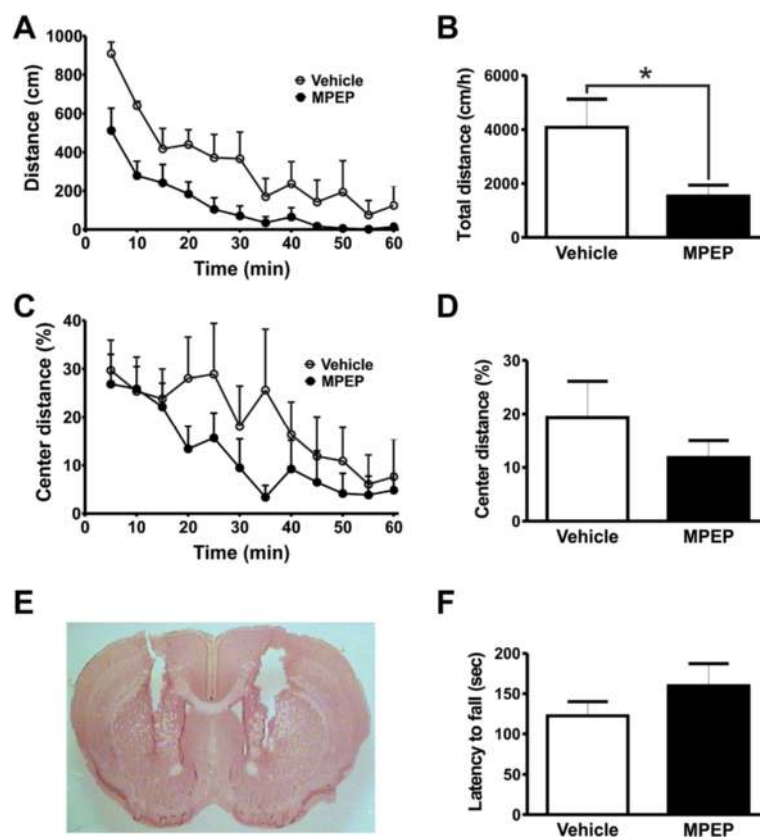 A
Distance (cm)
1000
800
600
400
200
0
0 10 20 30 40 50 60
Time (min)
Vehicle
MPEP
B
Total distance (cm/h)
6000
4000
2000
0
*
Vehicle MPEP
C
Center distance (%)
40
30
20
10
0
0 10 20 30 40 50 60
Time (min)
Vehicle
MPEP
D
Center distance (%)
30
20
10
0
Vehicle MPEP
E
F
Latency to fall (sec)
200
150
100
50
0
Vehicle MPEP